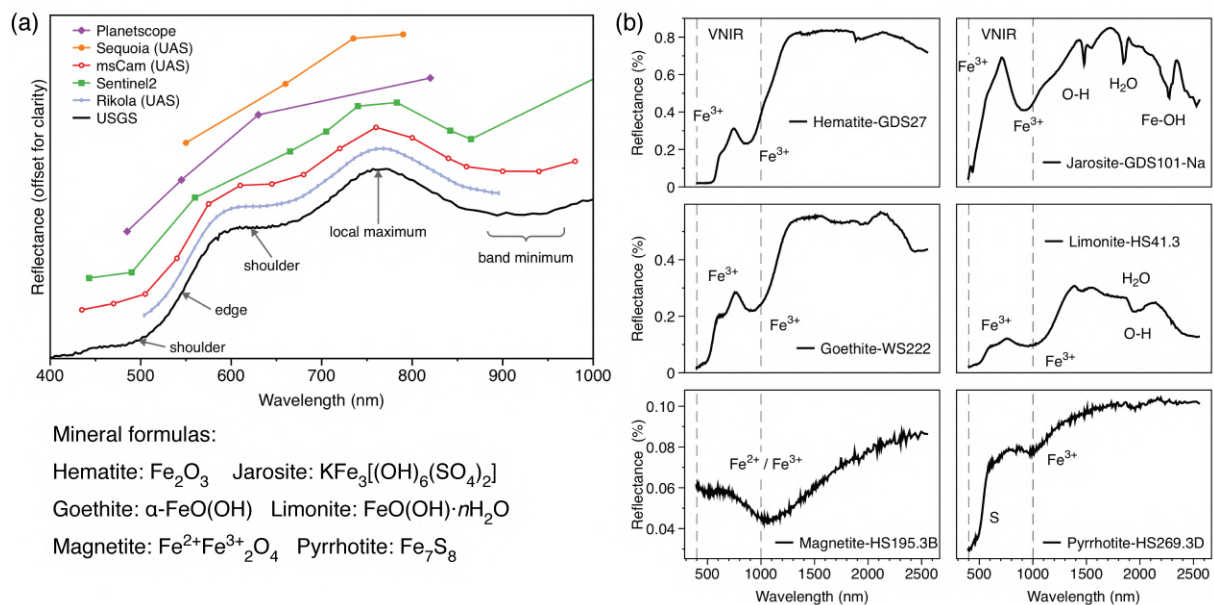 (a)
Planetscope
Sequoia (UAS)
msCam (UAS)
Sentinel2
Rikola (UAS)
USGS
Reflectance (offset for clarity)
local maximum
shoulder
band minimum
edge
shoulder
400 500 600 700 800 900 1000
Wavelength (nm)
Mineral formulas:
Hematite: Fe₂O₃ Jarosite: KFe₃[(OH)₆(SO₄)₂]
Goethite: α-FeO(OH) Limonite: FeO(OH)·nH₂O
Magnetite: Fe²⁺Fe³⁺₂O₄ Pyrrhotite: Fe₇S₈
(b)
Reflectance (%)
0.8
0.6
0.4
0.2
0
VNIR
Fe³⁺
Fe³⁺
Hematite-GDS27
VNIR
Fe³⁺
Fe³⁺
O-H
H₂O
Fe-OH
Jarosite-GDS101-Na
Reflectance (%)
0.6
0.4
0.2
0
Fe³⁺
Fe³⁺
Goethite-WS222
Limonite-HS41.3
Fe³⁺
Fe³⁺
H₂O
O-H
Reflectance (%)
0.10
0.08
0.06
0.04
Fe²⁺ / Fe³⁺
Magnetite-HS195.3B
S
Fe³⁺
Pyrrhotite-HS269.3D
500 1000 1500 2000 2500
500 1000 1500 2000 2500
Wavelength (nm)
Wavelength (nm)